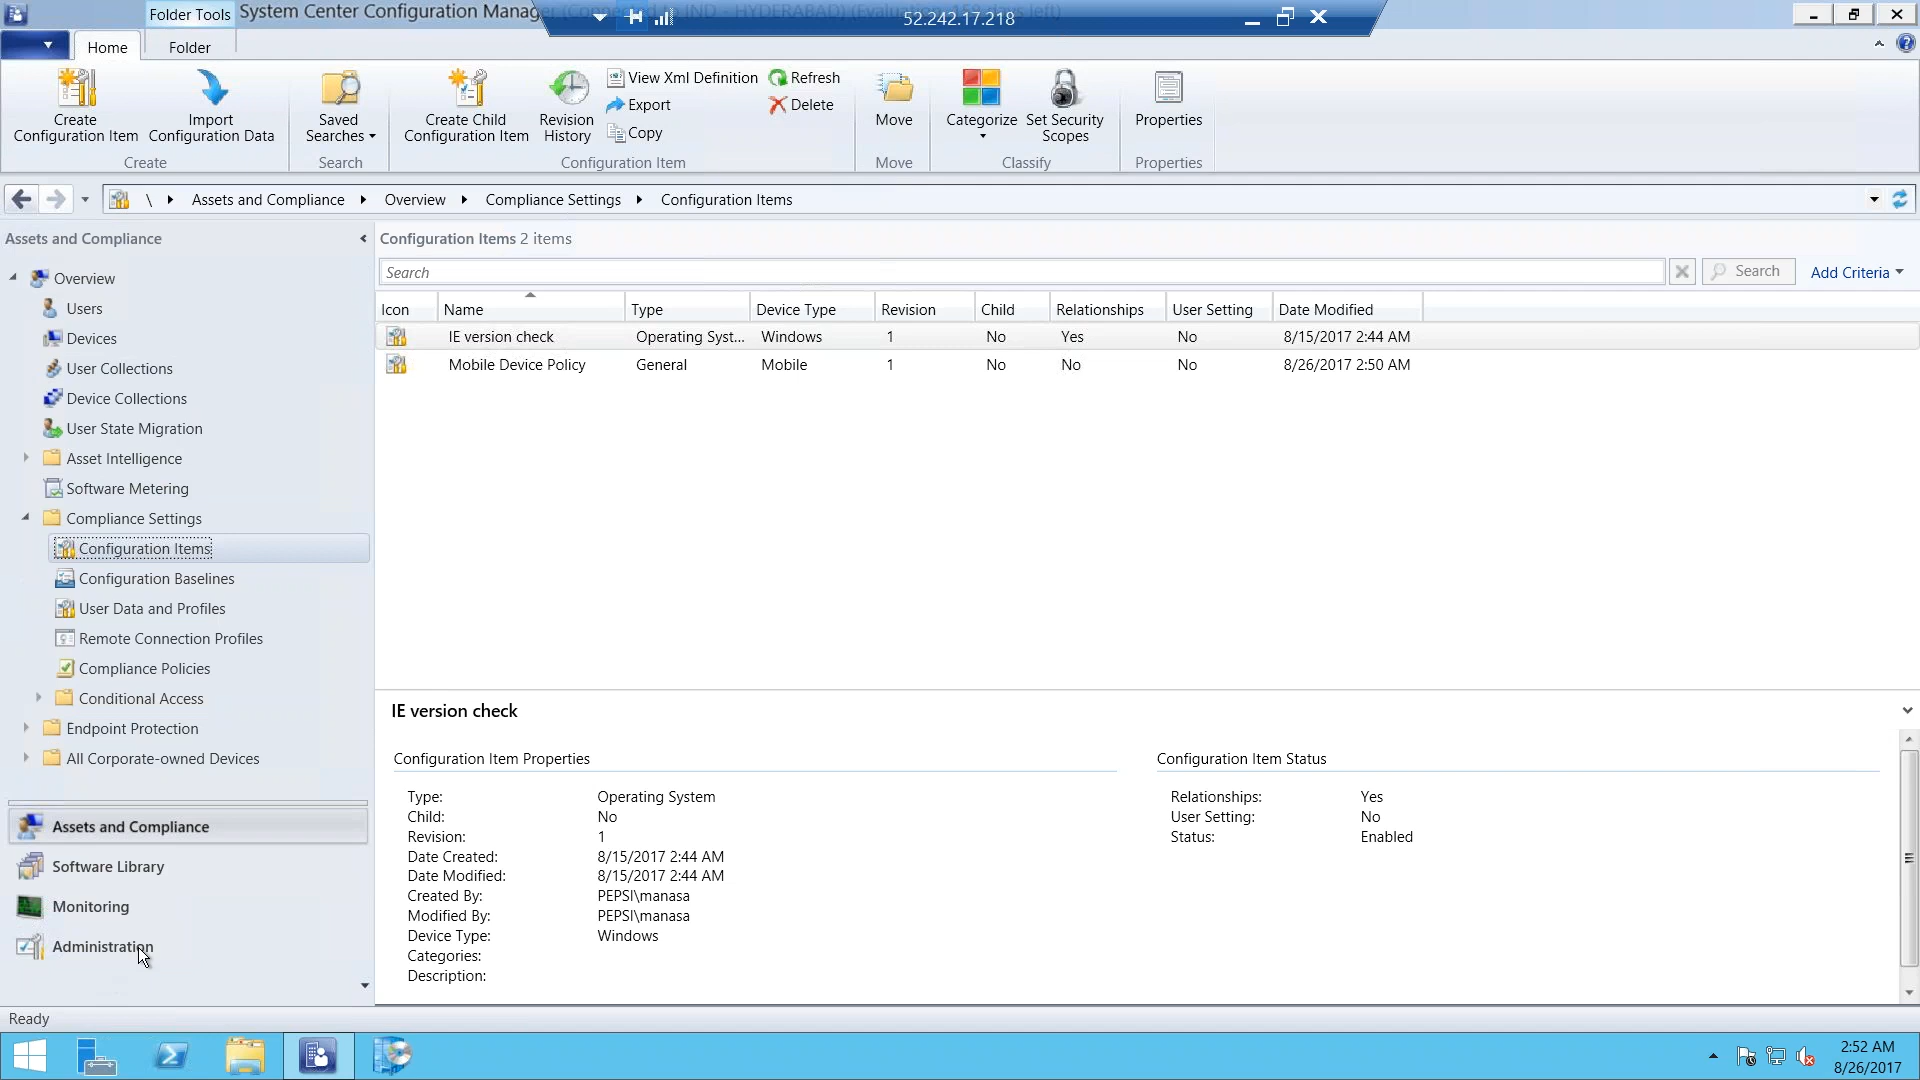 Folder Tools System Center Configuration Manager (Connected IND - HYDERABAD) (Evaluation, 159 days left)
52.242.17.218
Home Folder
Create Configuration Item
Import Configuration Data
Saved Searches
Create Child Configuration Item
Revision History
View Xml Definition
Export
Copy
Refresh
Delete
Move
Categorize
Set Security Scopes
Properties
Create Search Configuration Item Move Classify Properties
\ Assets and Compliance Overview Compliance Settings Configuration Items
Assets and Compliance
Overview
Users
Devices
User Collections
Device Collections
User State Migration
Asset Intelligence
Software Metering
Compliance Settings
Configuration Items
Configuration Baselines
User Data and Profiles
Remote Connection Profiles
Compliance Policies
Conditional Access
Endpoint Protection
All Corporate-owned Devices
Assets and Compliance
Software Library
Monitoring
Administration
Configuration Items 2 items
Search Search Add Criteria
Icon Name Type Device Type Revision Child Relationships User Setting Date Modified
IE version check Operating Syst... Windows 1 No Yes No 8/15/2017 2:44 AM
Mobile Device Policy General Mobile 1 No No No 8/26/2017 2:50 AM
IE version check
Configuration Item Properties
Type: Operating System
Child: No
Revision: 1
Date Created: 8/15/2017 2:44 AM
Date Modified: 8/15/2017 2:44 AM
Created By: PEPSI\manasa
Modified By: PEPSI\manasa
Device Type: Windows
Categories:
Description:
Configuration Item Status
Relationships: Yes
User Setting: No
Status: Enabled
Ready
2:52 AM
8/26/2017